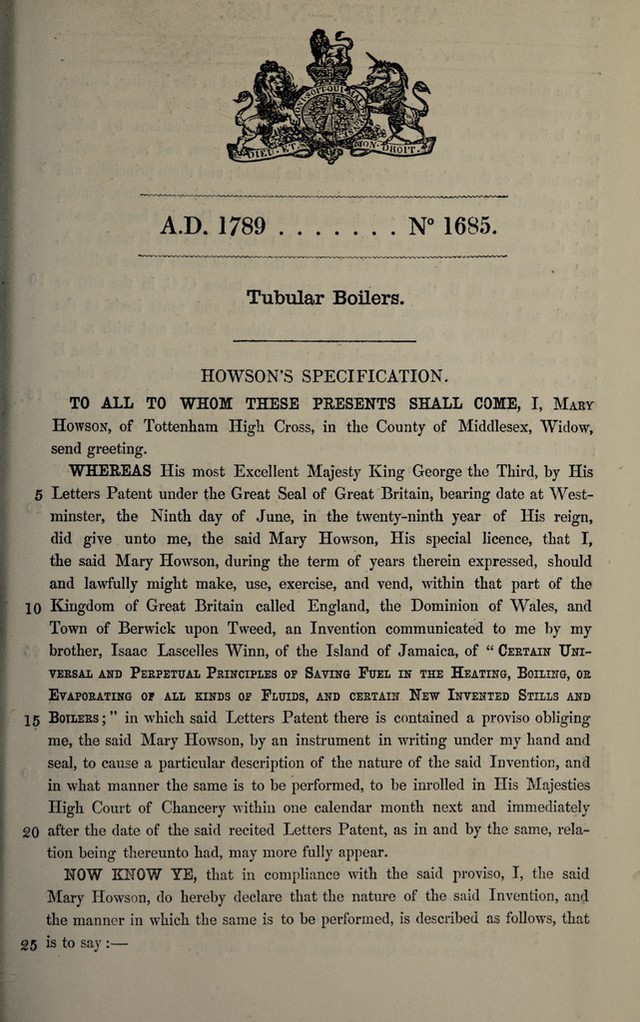 HONI SOIT QUI MAL
DIEU ET MON DROIT.
A.D. 1789 . . . . . . . N° 1685.
Tubular Boilers.
HOWSON'S SPECIFICATION.
TO ALL TO WHOM THESE PRESENTS SHALL COME, I, MARY
HOWSON, of Tottenham High Cross, in the County of Middlesex, Widow,
send greeting.
WHEREAS His most Excellent Majesty King George the Third, by His
5 Letters Patent under the Great Seal of Great Britain, bearing date at West-
minster, the Ninth day of June, in the twenty-ninth year of His reign,
did give unto me, the said Mary Howson, His special licence, that I,
the said Mary Howson, during the term of years therein expressed, should
and lawfully might make, use, exercise, and vend, within that part of the
10 Kingdom of Great Britain called England, the Dominion of Wales, and
Town of Berwick upon Tweed, an Invention communicated to me by my
brother, Isaac Lascelles Winn, of the Island of Jamaica, of " CERTAIN UNI-
VERSAL AND PERPETUAL PRINCIPLES OF SAVING FUEL IN THE HEATING, BOILING, OR
EVAPORATING OF ALL KINDS OF FLUIDS, AND CERTAIN NEW INVENTED STILLS AND
15 BOILERS; " in which said Letters Patent there is contained a proviso obliging
me, the said Mary Howson, by an instrument in writing under my hand and
seal, to cause a particular description of the nature of the said Invention, and
in what manner the same is to be performed, to be inrolled in His Majesties
High Court of Chancery within one calendar month next and immediately
20 after the date of the said recited Letters Patent, as in and by the same, rela-
tion being thereunto had, may more fully appear.
NOW KNOW YE, that in compliance with the said proviso, I, the said
Mary Howson, do hereby declare that the nature of the said Invention, and
the manner in which the same is to be performed, is described as follows, that
25 is to say :—